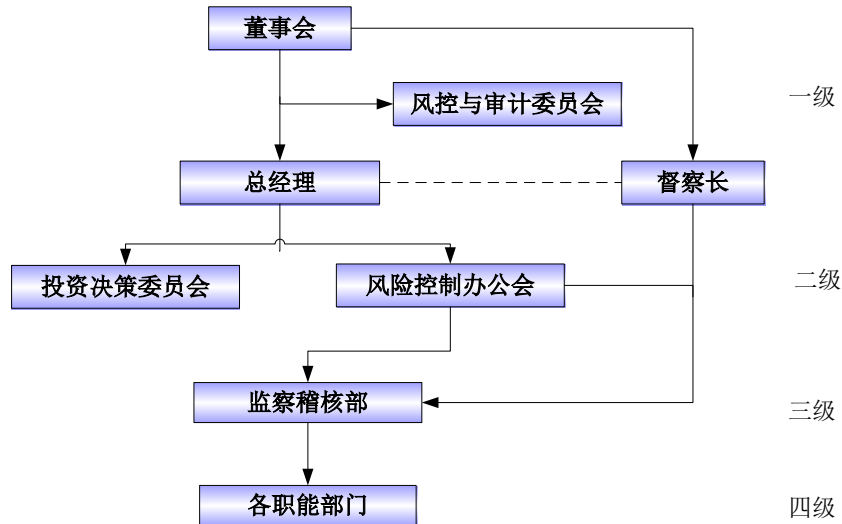 董事会
风控与审计委员会
一级
总经理
督察长
投资决策委员会
风险控制办公会
二级
监察稽核部
三级
各职能部门
四级